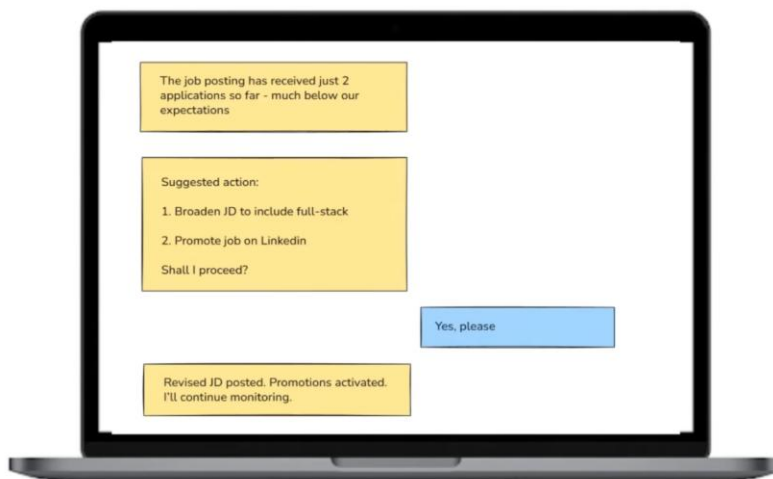 The job posting has received just 2
applications so far - much below our
expectations
Suggested action:
1. Broaden JD to include full-stack
2. Promote job on Linkedin
Shall I proceed?
Yes, please
Revised JD posted. Promotions activated.
I'll continue monitoring.